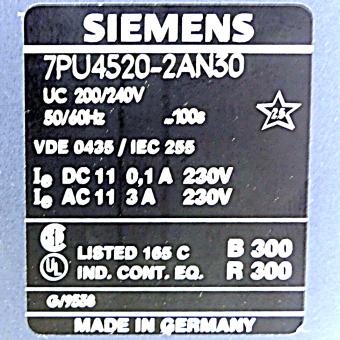 SIEMENS
7PU4520-2AN30
UC 200/240V
50/60Hz ...100s
VDE 0435 / IEC 255
Ie DC 11 0,1 A 230V
Ie AC 11 3 A 230V
LISTED 165 C B 300
IND. CONT. EQ. R 300
MADE IN GERMANY